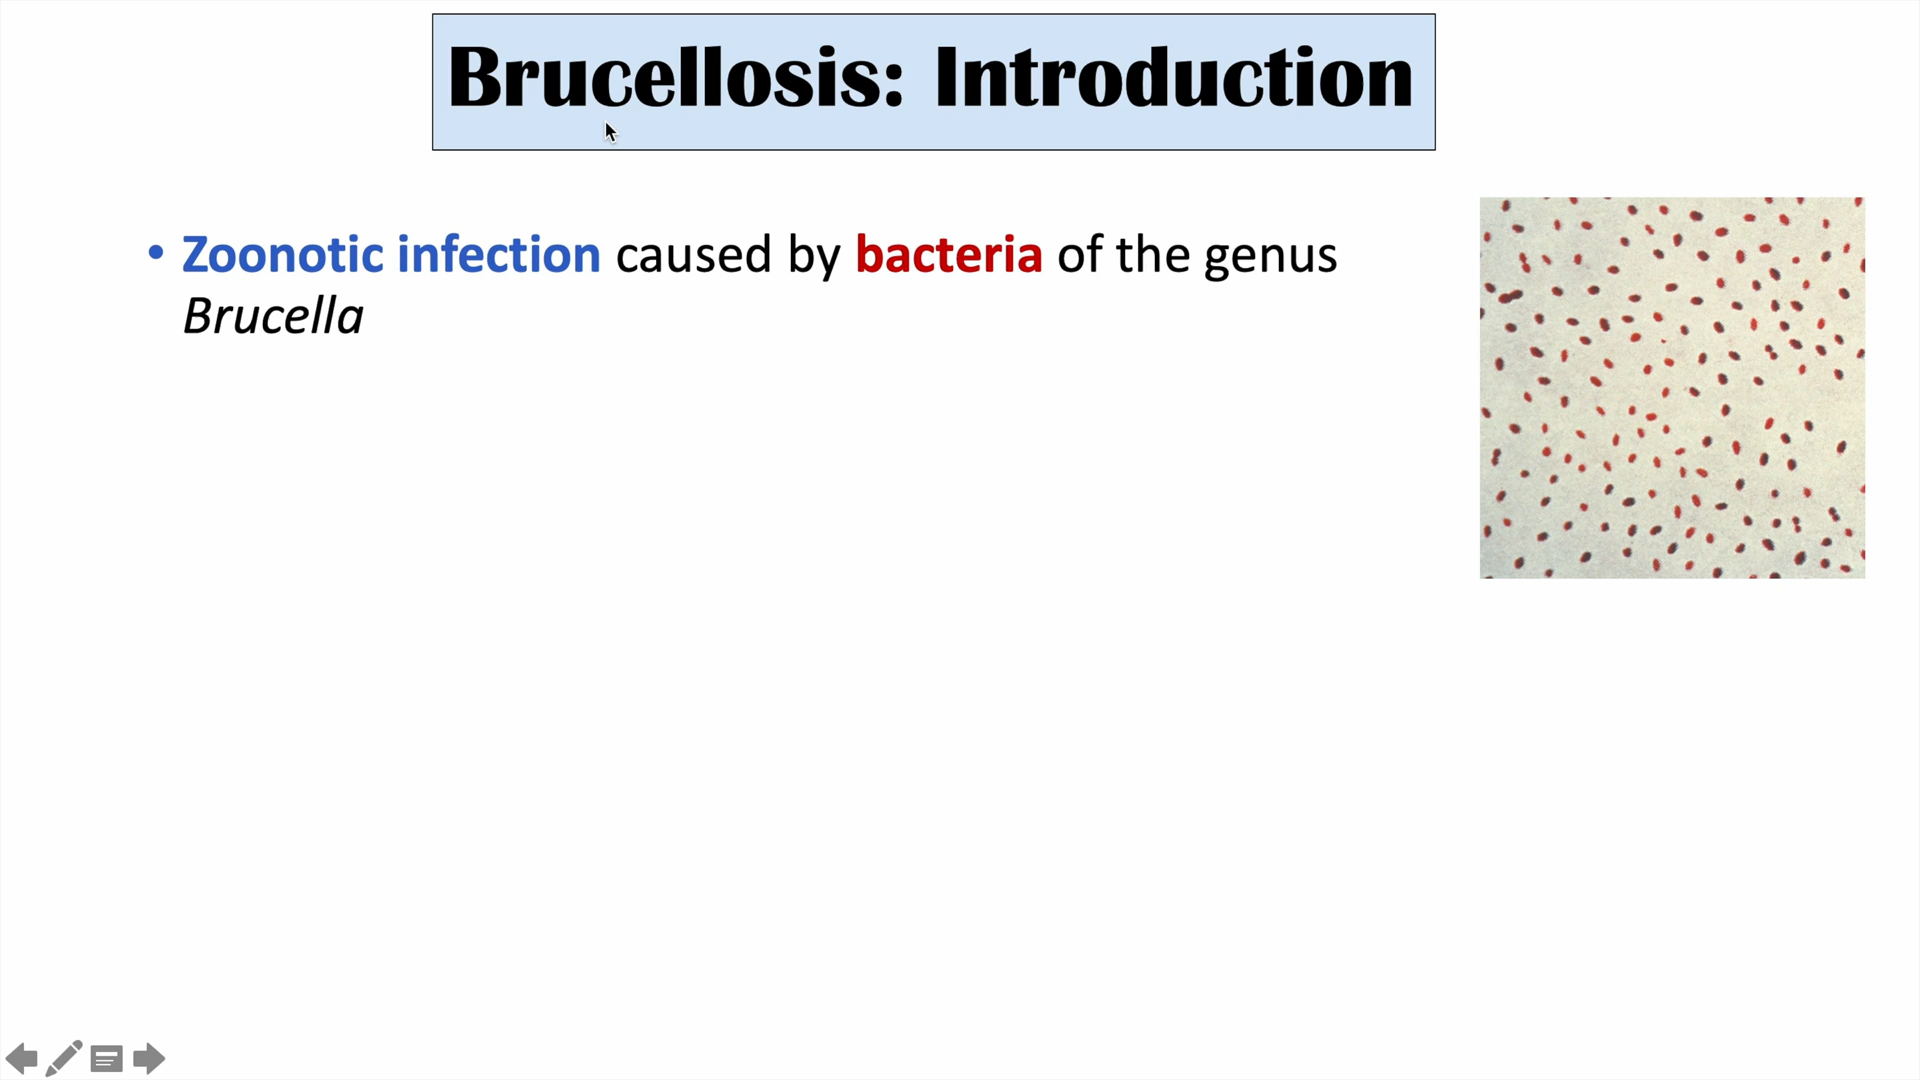 Brucellosis: Introduction
• Zoonotic infection caused by bacteria of the genus
Brucella